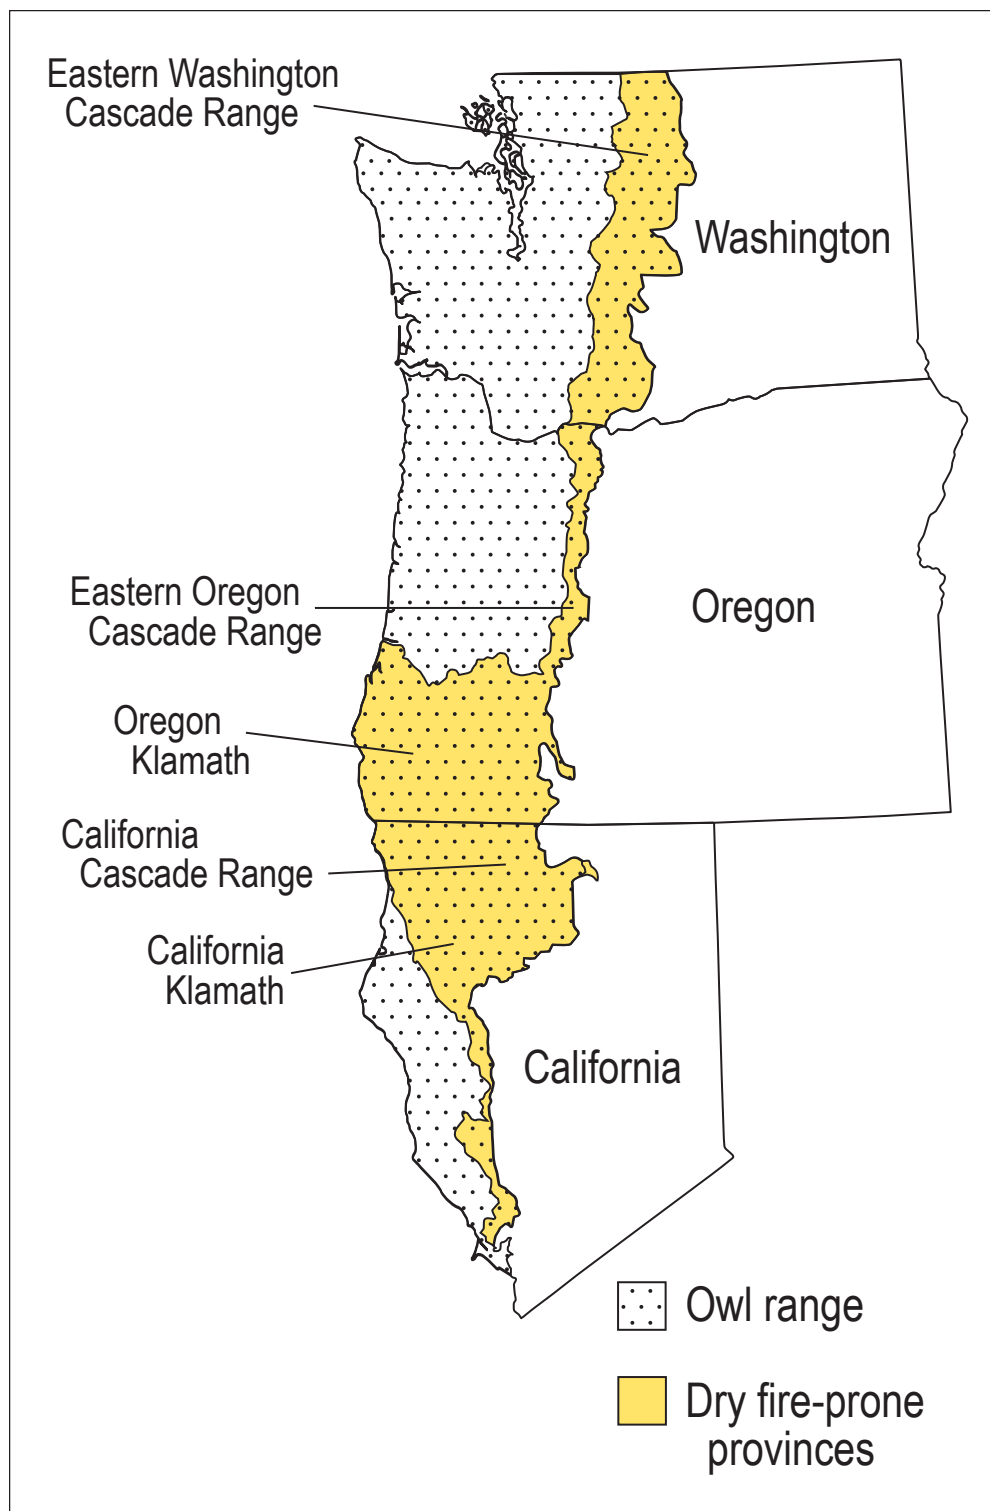 Eastern Washington
Cascade Range
Washington
Eastern Oregon
Cascade Range
Oregon
Oregon
Klamath
California
Cascade Range
California
Klamath
California
Owl range
Dry fire-prone
provinces